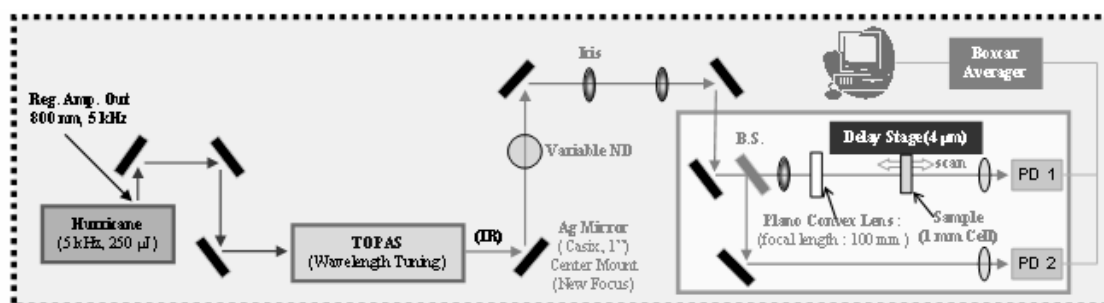 Reg. Amp. Out
800 nm, 5 kHz
Hurricane
(5 kHz, 250 μJ)
TOPAS
(Wavelength Tuning)
(IR)
Ag Mirror
( Casix, 1”)
Center Mount
(New Focus)
Variable ND
Iris
Boxcar
Averager
B.S.
Delay Stage(4 μm)
scan
PD 1
Plano Convex Lens :
(focal length : 100 mm )
Sample
(1 mm Cell)
PD 2